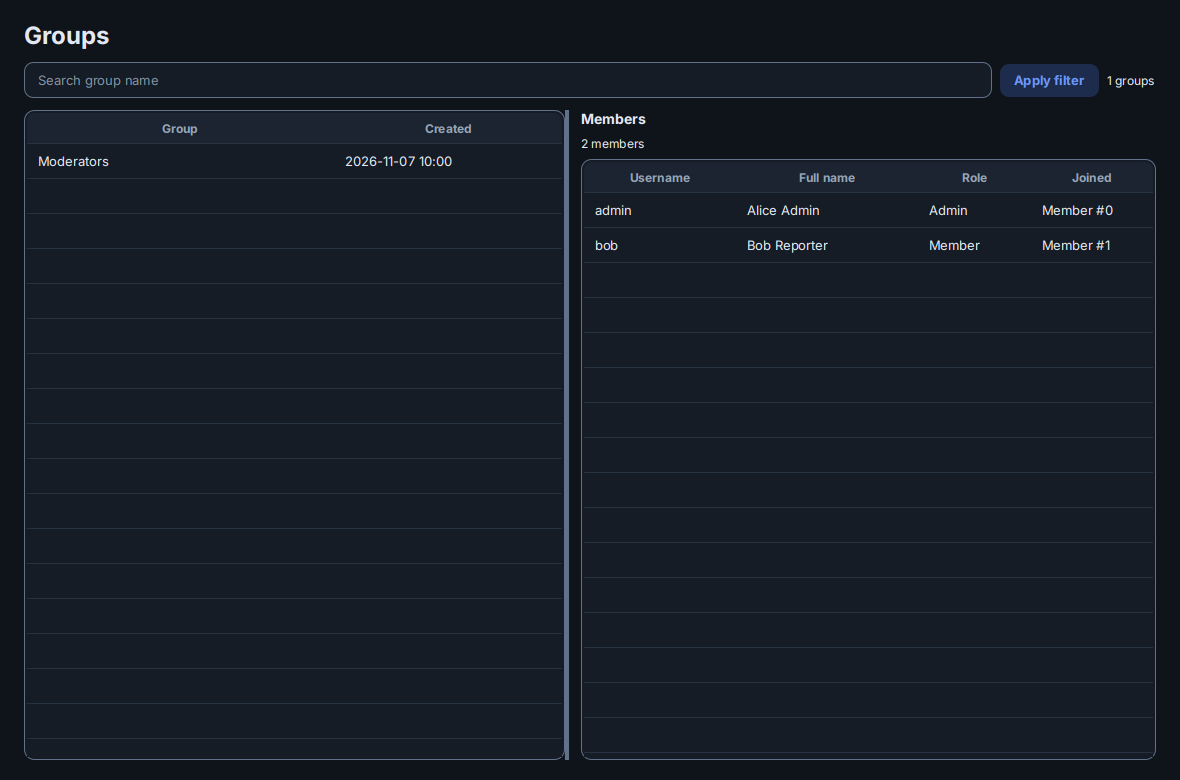 Groups
Search group name
Apply filter
1 groups
Group Created
Moderators 2026-11-07 10:00
Members
2 members
Username Full name Role Joined
admin Alice Admin Admin Member #0
bob Bob Reporter Member Member #1